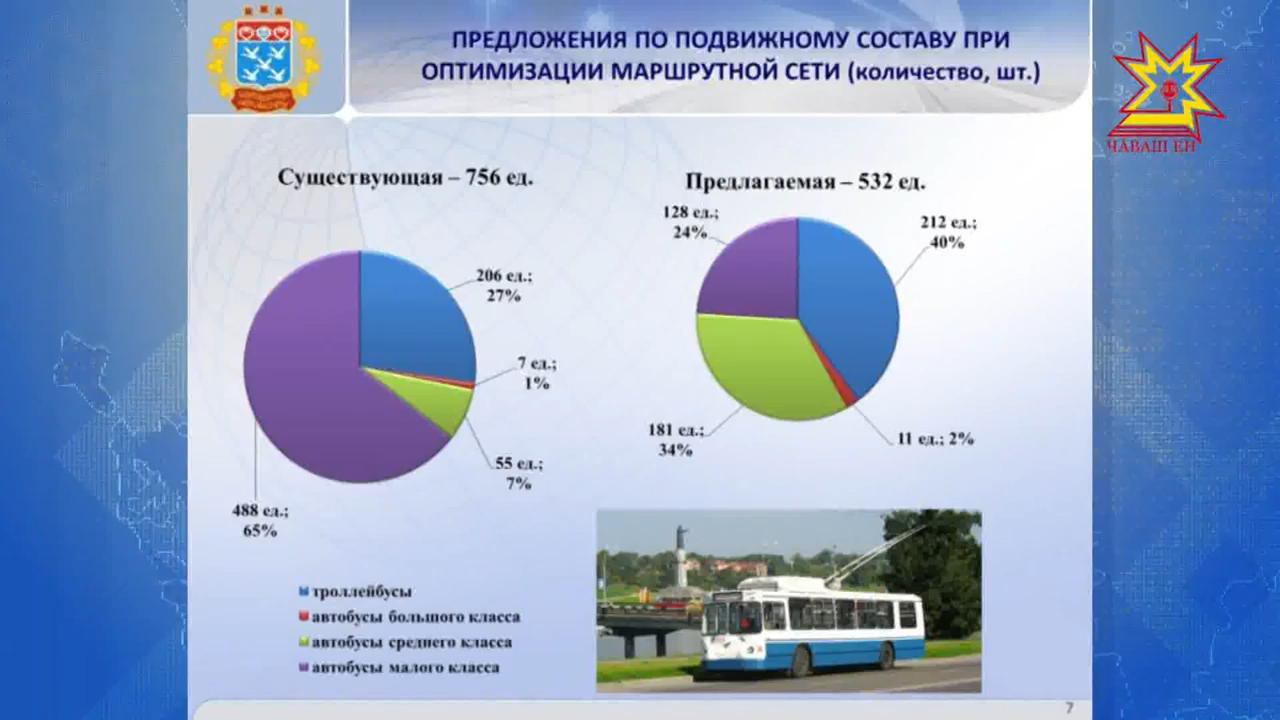 ПРЕДЛОЖЕНИЯ ПО ПОДВИЖНОМУ СОСТАВУ ПРИ
ОПТИМИЗАЦИИ МАРШРУТНОЙ СЕТИ (количество, шт.)
ЧĂВАШ ЕН
Существующая – 756 ед.
206 ед.;
27%
7 ед.;
1%
55 ед.;
7%
488 ед.;
65%
Предлагаемая – 532 ед.
128 ед.;
24%
212 ед.;
40%
181 ед.;
34%
11 ед.; 2%
троллейбусы
автобусы большого класса
автобусы среднего класса
автобусы малого класса
7